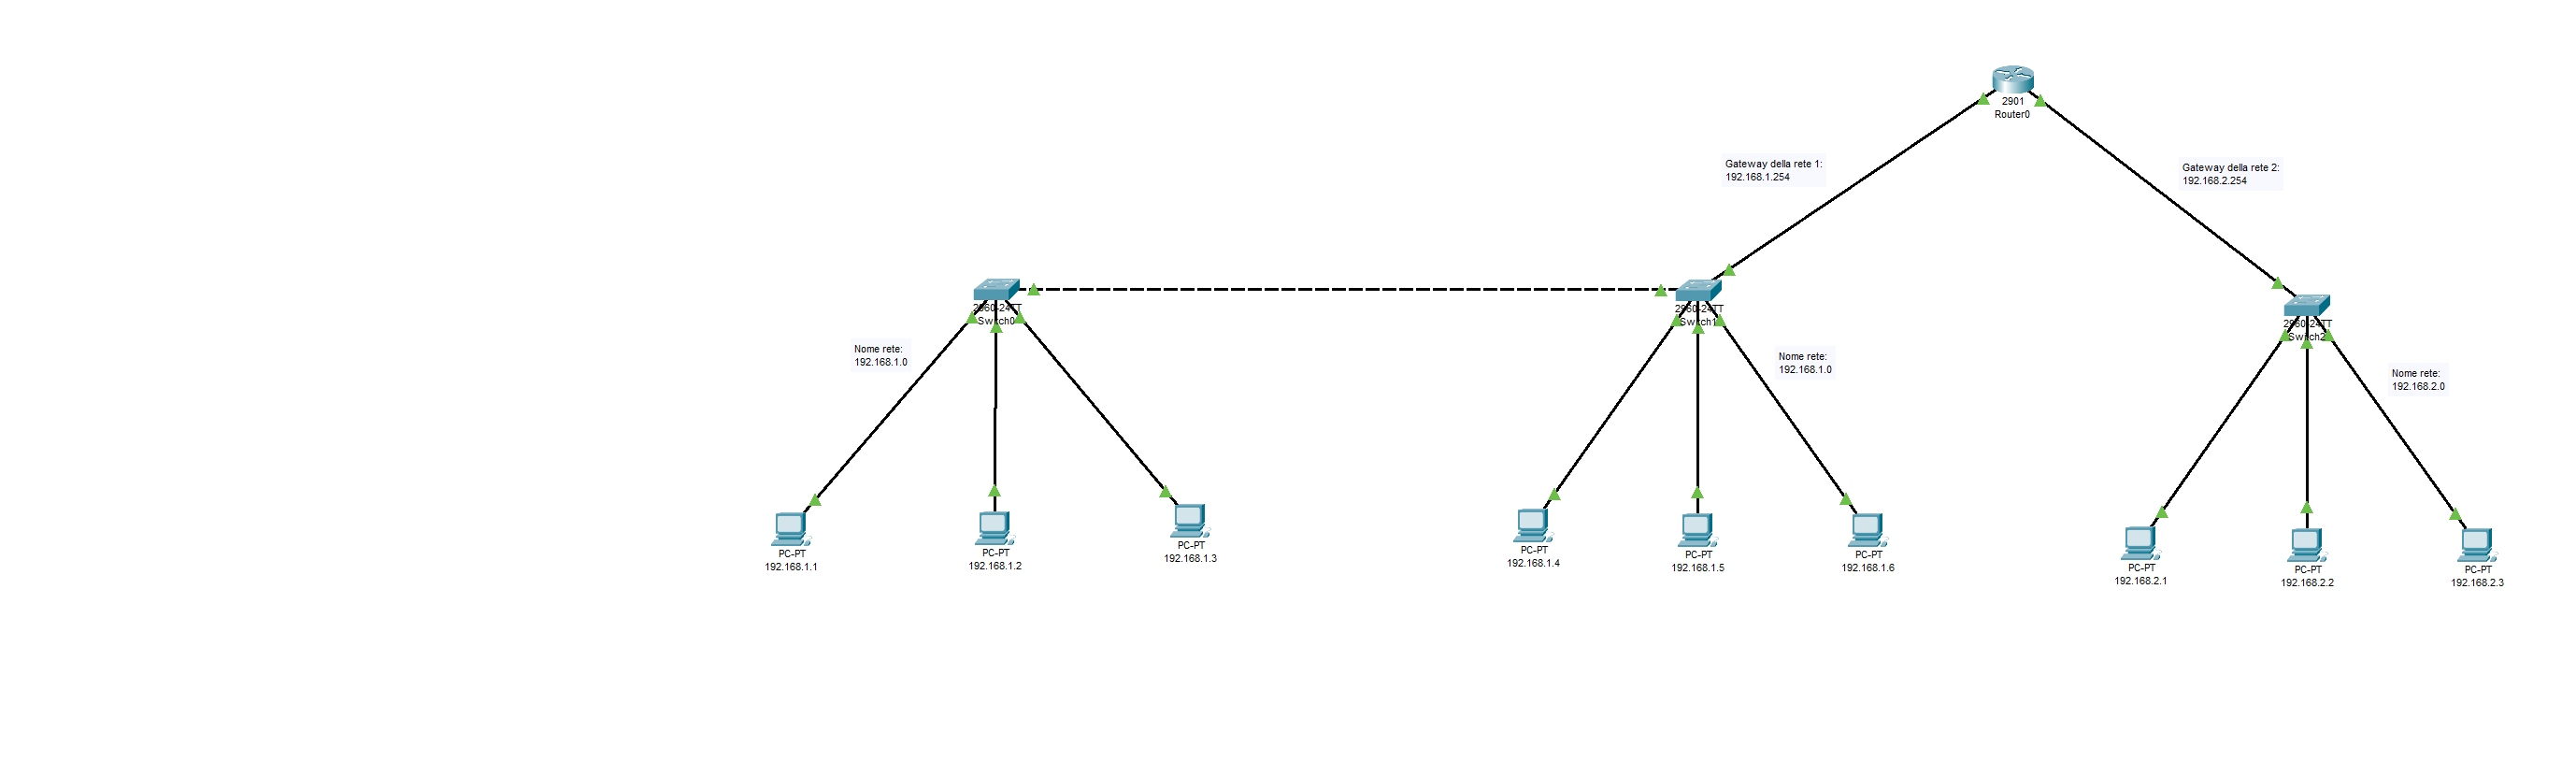 2901
Router0
Gateway della rete 1:
192.168.1.254
Gateway della rete 2:
192.168.2.254
2960-24TT
Switch0
2960-24TT
Switch1
2960-24TT
Switch2
Nome rete:
192.168.1.0
Nome rete:
192.168.1.0
Nome rete:
192.168.2.0
PC-PT
192.168.1.1
PC-PT
192.168.1.2
PC-PT
192.168.1.3
PC-PT
192.168.1.4
PC-PT
192.168.1.5
PC-PT
192.168.1.6
PC-PT
192.168.2.1
PC-PT
192.168.2.2
PC-PT
192.168.2.3